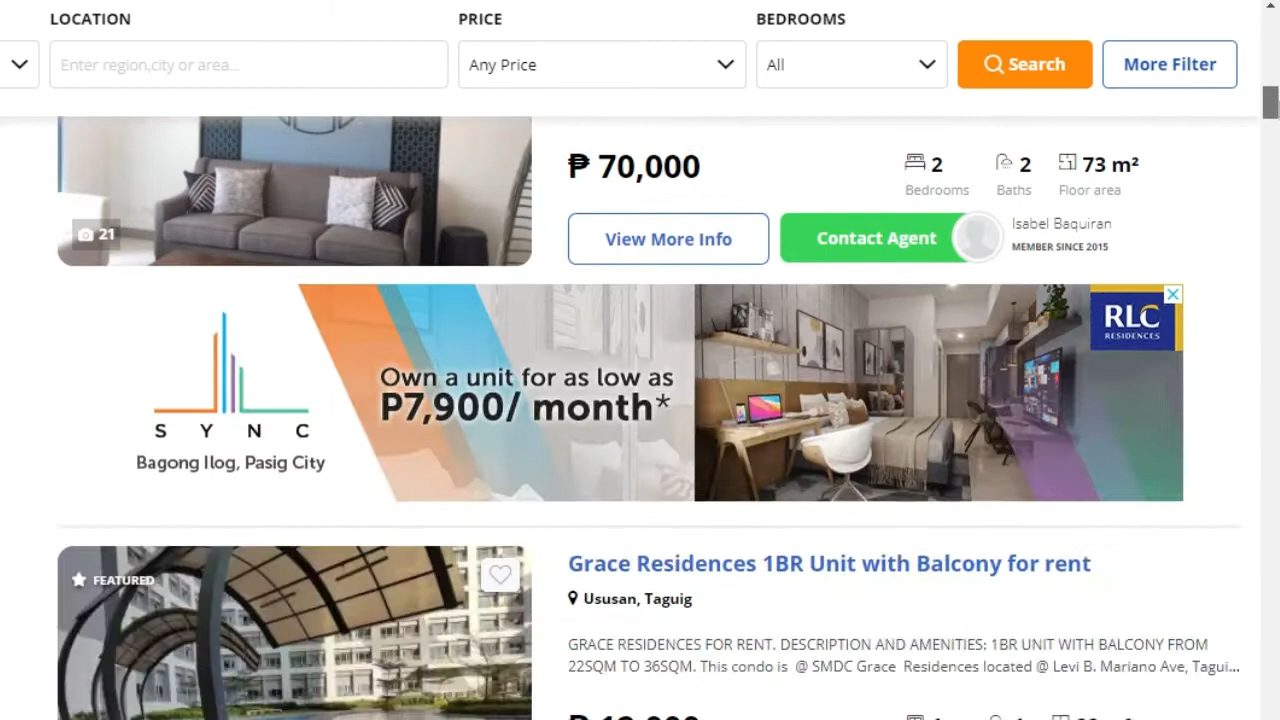 LOCATION
PRICE
BEDROOMS
Enter region,city or area...
Any Price
All
Search
More Filter
₱ 70,000
2
2
73 m²
Bedrooms
Baths
Floor area
21
View More Info
Contact Agent
Isabel Baquiran
MEMBER SINCE 2015
SYNC
Bagong Ilog, Pasig City
Own a unit for as low as
P7,900/ month*
RLC
RESIDENCES
FEATURED
Grace Residences 1BR Unit with Balcony for rent
Ususan, Taguig
GRACE RESIDENCES FOR RENT. DESCRIPTION AND AMENITIES: 1BR UNIT WITH BALCONY FROM
22SQM TO 36SQM. This condo is @ SMDC Grace Residences located @ Levi B. Mariano Ave, Tagui...